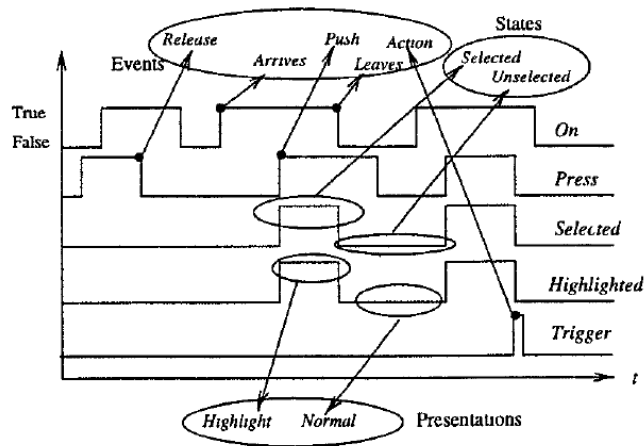 States
Release
Push
Action
Selected
Events
Arrives
Leaves
Unselected
True
False
On
Press
Selected
Highlighted
Trigger
t
Highlight
Normal
Presentations